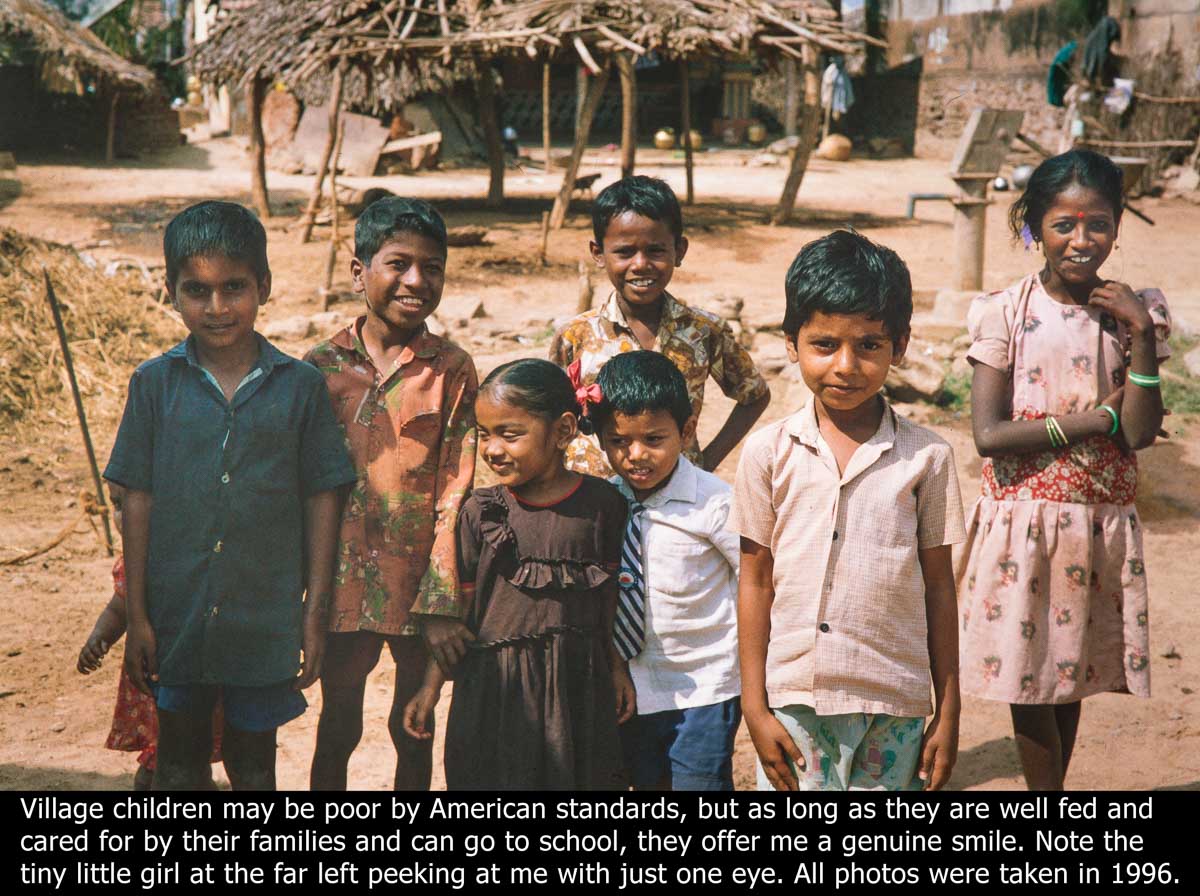 Village children may be poor by American standards, but as long as they are well fed and
cared for by their families and can go to school, they offer me a genuine smile. Note the
tiny little girl at the far left peeking at me with just one eye. All photos were taken in 1996.